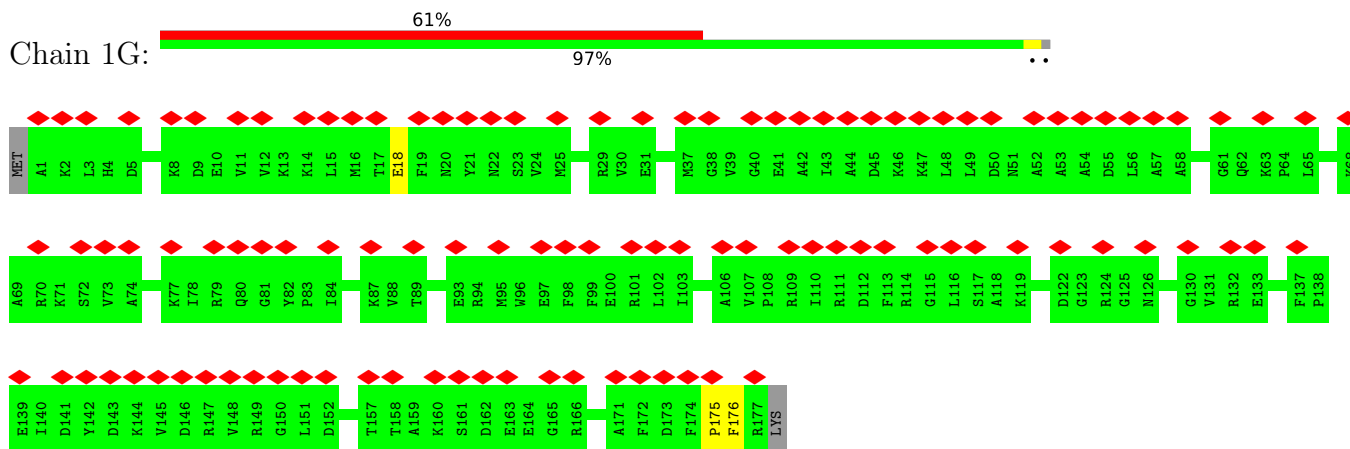 61%
Chain 1G:
97%
• •
MET A1 K2 L3 H4 D5 K8 D9 E10 V11 V12 K13 K14 L15 M16 T17 E18 F19 N20 Y21 N22 S23 V24 M25 R29 V30 E31 M37 G38 V39 G40 E41 A42 I43 A44 D45 K46 K47 L48 L49 D50 N51 A52 A53 A54 D55 L56 A57 A58 G61 Q62 K63 P64 L65 K68
A69 R70 K71 S72 V73 A74 K77 I78 R79 Q80 G81 Y82 P83 I84 K87 V88 T89 E93 R94 W95 W96 E97 F98 F99 E100 R101 L102 I103 A106 V107 P108 R109 I110 R111 D112 F113 R114 G115 L116 S117 A118 K119 D122 G123 R124 G125 N126 G130 V131 R132 E133 F137 P138
E139 I140 D141 Y142 D143 K144 V145 D146 R147 V148 R149 G150 L151 D152 T157 T158 A159 K160 S161 D162 E163 E164 G165 R166 A171 F172 D173 F174 P175 F176 R177 LYS